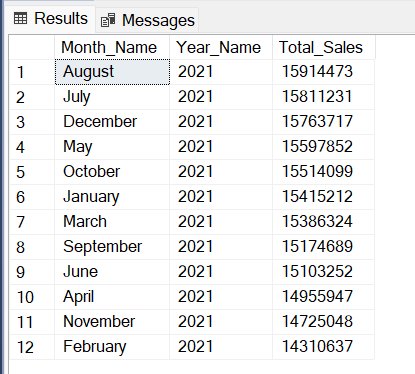 Results Messages
Month_Name Year_Name Total_Sales
1 August 2021 15914473
2 July 2021 15811231
3 December 2021 15763717
4 May 2021 15597852
5 October 2021 15514099
6 January 2021 15415212
7 March 2021 15386324
8 September 2021 15174689
9 June 2021 15103252
10 April 2021 14955947
11 November 2021 14725048
12 February 2021 14310637